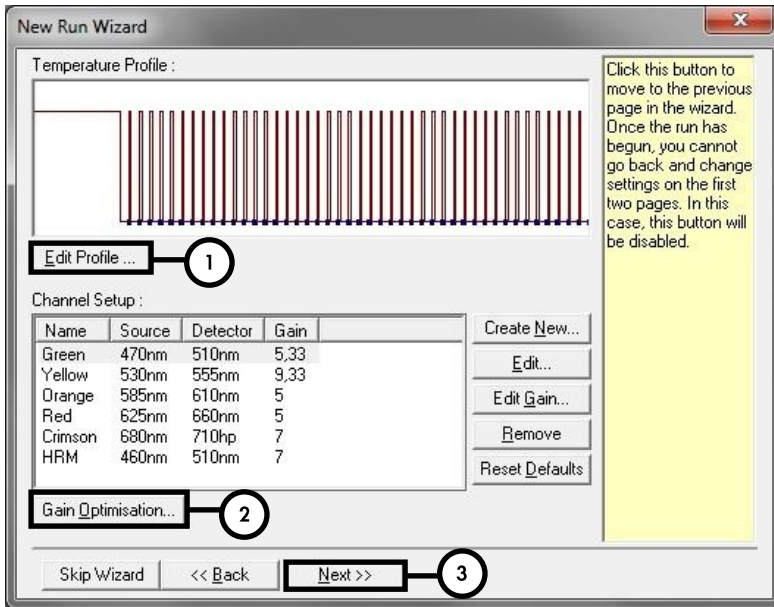 New Run Wizard
Temperature Profile :
Click this button to
move to the previous
page in the wizard.
Once the run has
begun, you cannot
go back and change
settings on the first
two pages. In this
case, this button will
be disabled.
Edit Profile ...
1
Channel Setup :
Name Source Detector Gain
Green 470nm 510nm 5,33
Yellow 530nm 555nm 9,33
Orange 585nm 610nm 5
Red 625nm 660nm 5
Crimson 680nm 710hp 7
HRM 460nm 510nm 7
Create New...
Edit...
Edit Gain...
Remove
Reset Defaults
Gain Optimisation...
2
Skip Wizard << Back Next >> 3